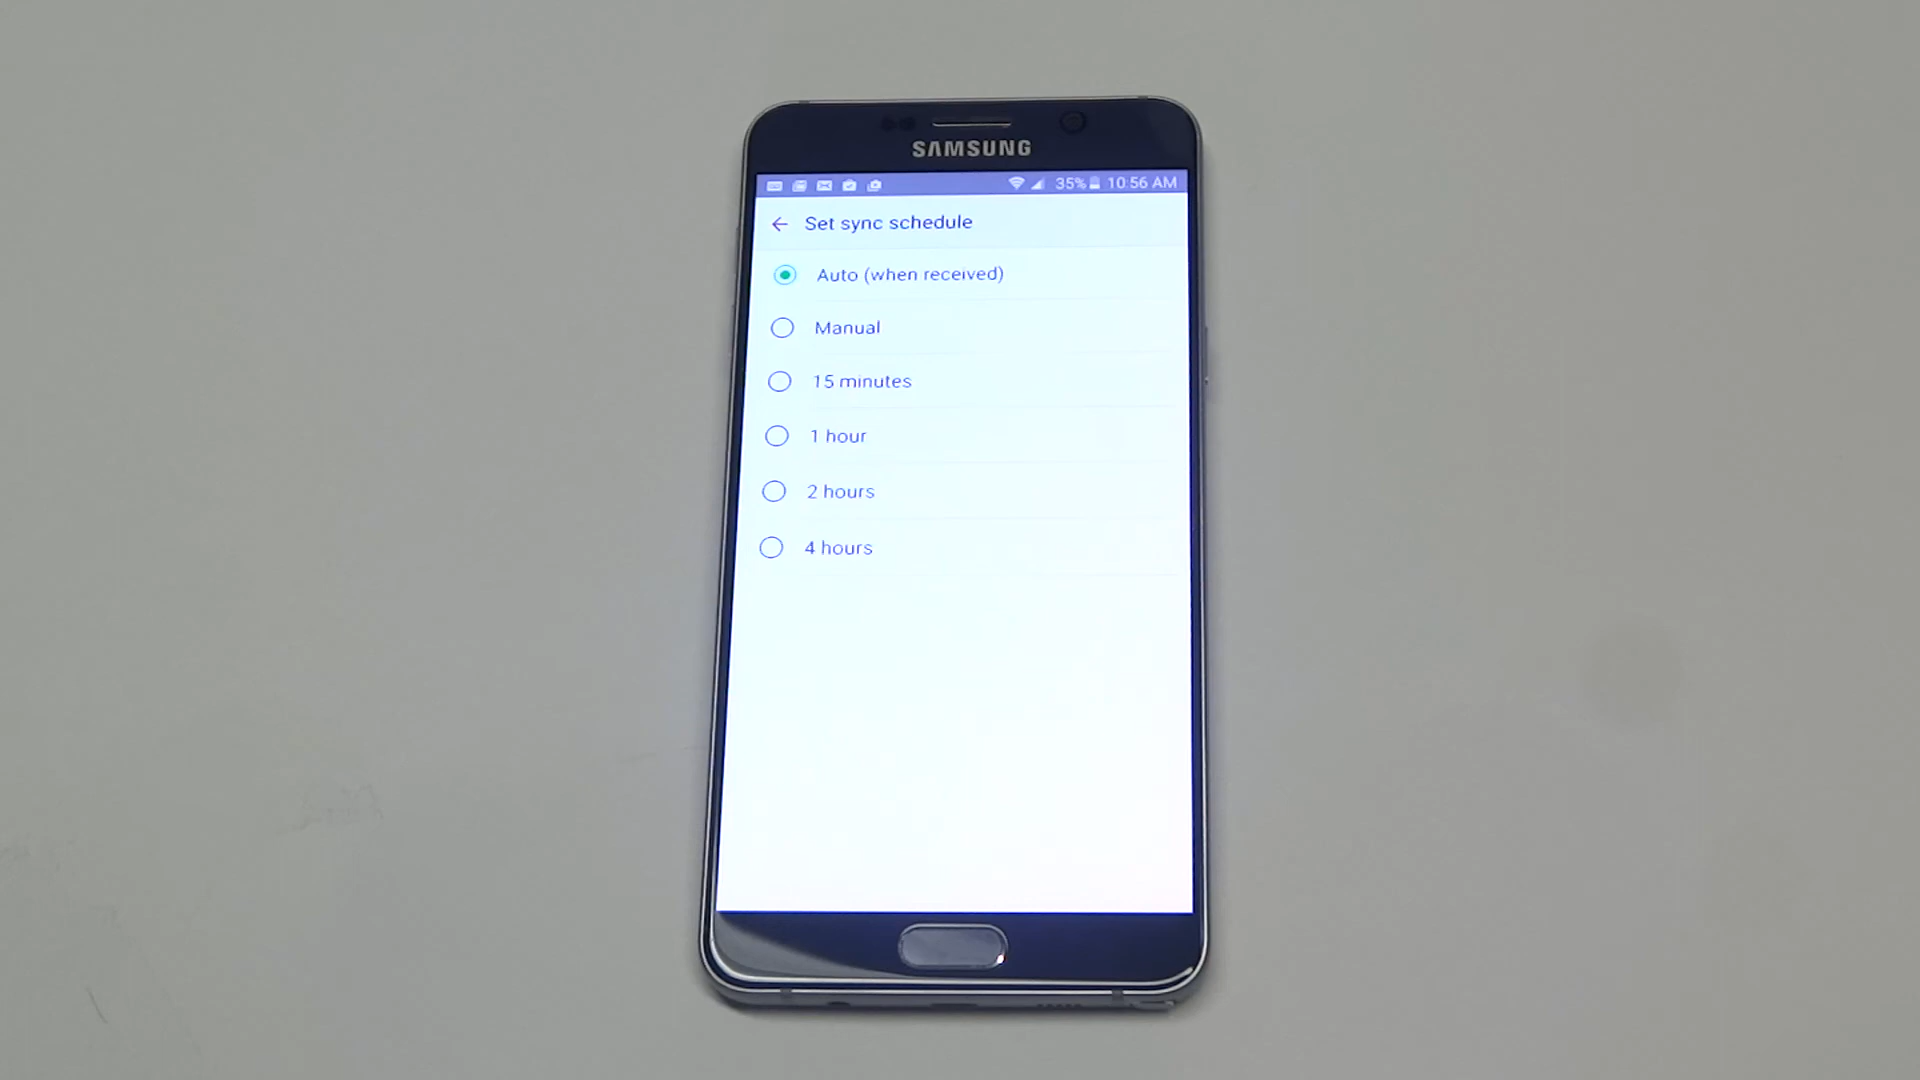 SAMSUNG
35% 10:56 AM
Set sync schedule
Auto (when received)
Manual
15 minutes
1 hour
2 hours
4 hours